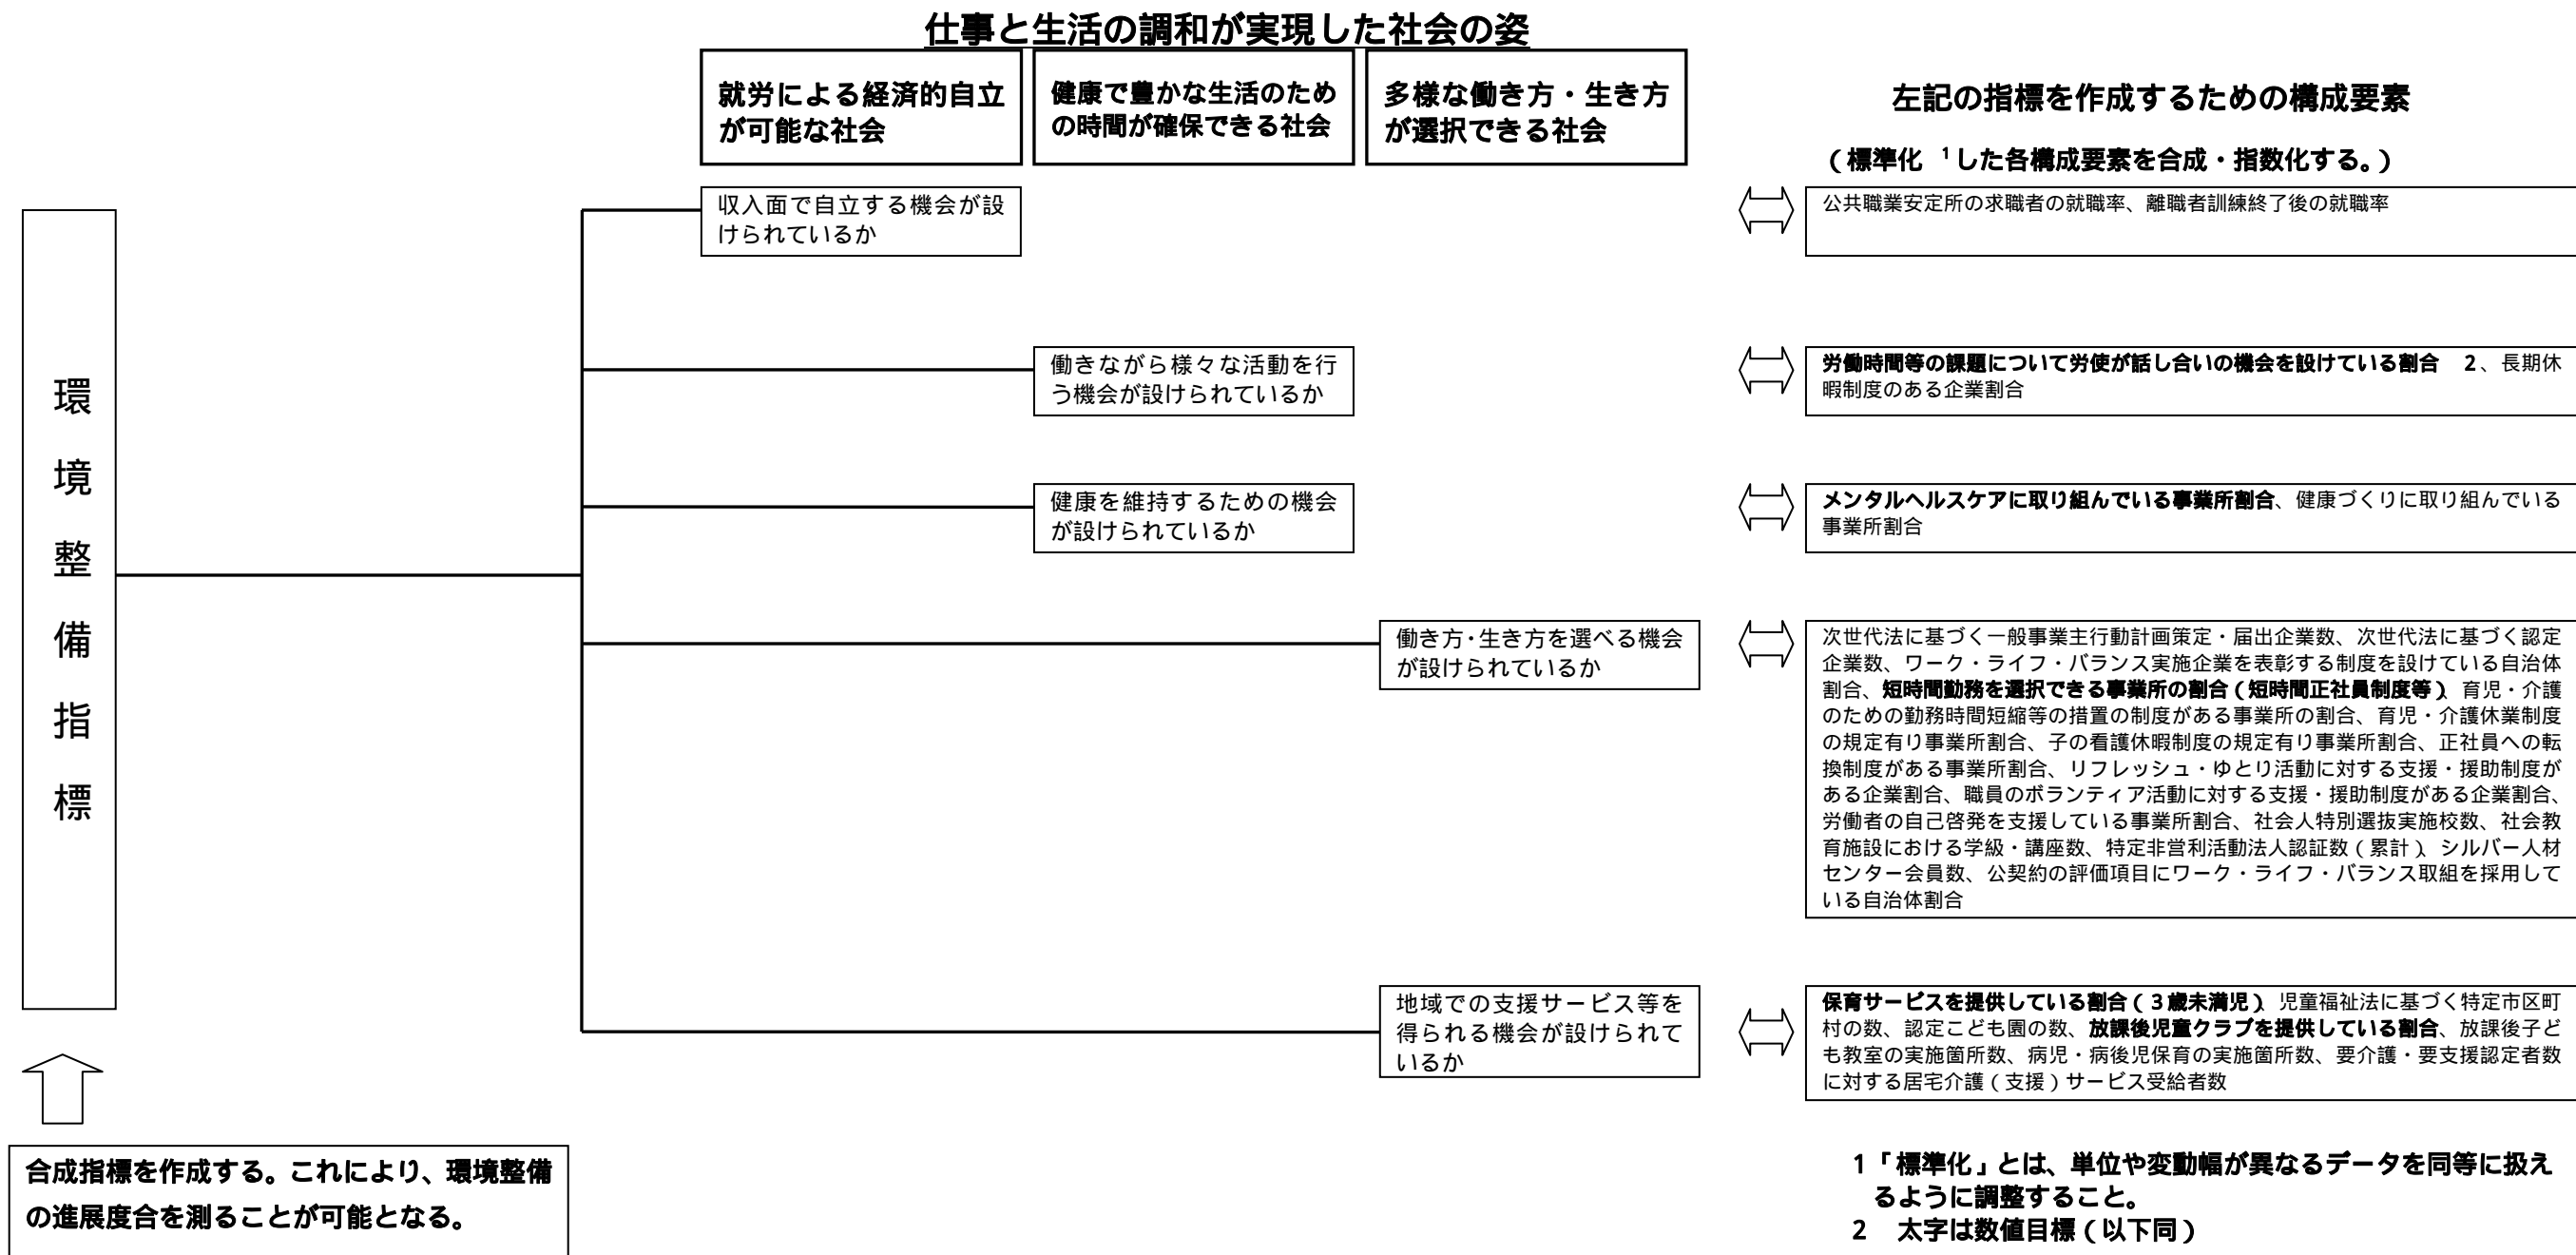 仕事と生活の調和が実現した社会の姿
就労による経済的自立
が可能な社会
健康で豊かな生活のため
の時間が確保できる社会
多様な働き方・生き方
が選択できる社会
左記の指標を作成するための構成要素
（標準化 1した各構成要素を合成・指数化する。）
環境整備指標
収入面で自立する機会が設
けられているか
公共職業安定所の求職者の就職率、離職者訓練終了後の就職率
働きながら様々な活動を行
う機会が設けられているか
労働時間等の課題について労使が話し合いの機会を設けている割合 2、長期休
暇制度のある企業割合
健康を維持するための機会
が設けられているか
メンタルヘルスケアに取り組んでいる事業所割合、健康づくりに取り組んでいる
事業所割合
働き方・生き方を選べる機会
が設けられているか
次世代法に基づく一般事業主行動計画策定・届出企業数、次世代法に基づく認定
企業数、ワーク・ライフ・バランス実施企業を表彰する制度を設けている自治体
割合、短時間勤務を選択できる事業所の割合（短時間正社員制度等）、育児・介護
のための勤務時間短縮等の措置の制度がある事業所の割合、育児・介護休業制度
の規定有り事業所割合、子の看護休暇制度の規定有り事業所割合、正社員への転
換制度がある事業所割合、リフレッシュ・ゆとり活動に対する支援・援助制度が
ある企業割合、職員のボランティア活動に対する支援・援助制度がある企業割合、
労働者の自己啓発を支援している事業所割合、社会人特別選抜実施校数、社会教
育施設における学級・講座数、特定非営利活動法人認証数（累計）、シルバー人材
センター会員数、公契約の評価項目にワーク・ライフ・バランス取組を採用して
いる自治体割合
地域での支援サービス等を
得られる機会が設けられて
いるか
保育サービスを提供している割合（３歳未満児）、児童福祉法に基づく特定市区町
村の数、認定こども園の数、放課後児童クラブを提供している割合、放課後子ど
も教室の実施箇所数、病児・病後児保育の実施箇所数、要介護・要支援認定者数
に対する居宅介護（支援）サービス受給者数
合成指標を作成する。これにより、環境整備
の進展度合を測ることが可能となる。
1「標準化」とは、単位や変動幅が異なるデータを同等に扱え
るように調整すること。
2 太字は数値目標（以下同）